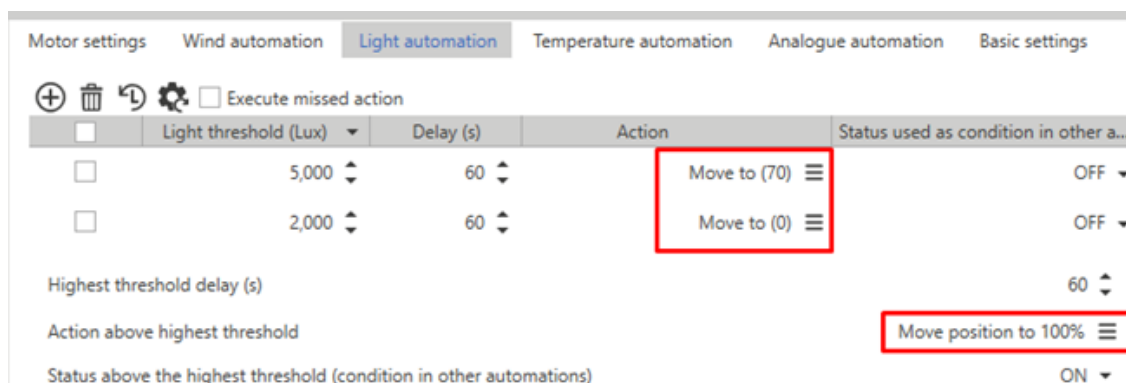 Motor settings Wind automation Light automation Temperature automation Analogue automation Basic settings
Execute missed action
Light threshold (Lux) Delay (s) Action Status used as condition in other a...
5,000 60 Move to (70) OFF
2,000 60 Move to (0) OFF
Highest threshold delay (s) 60
Action above highest threshold Move position to 100%
Status above the highest threshold (condition in other automations) ON